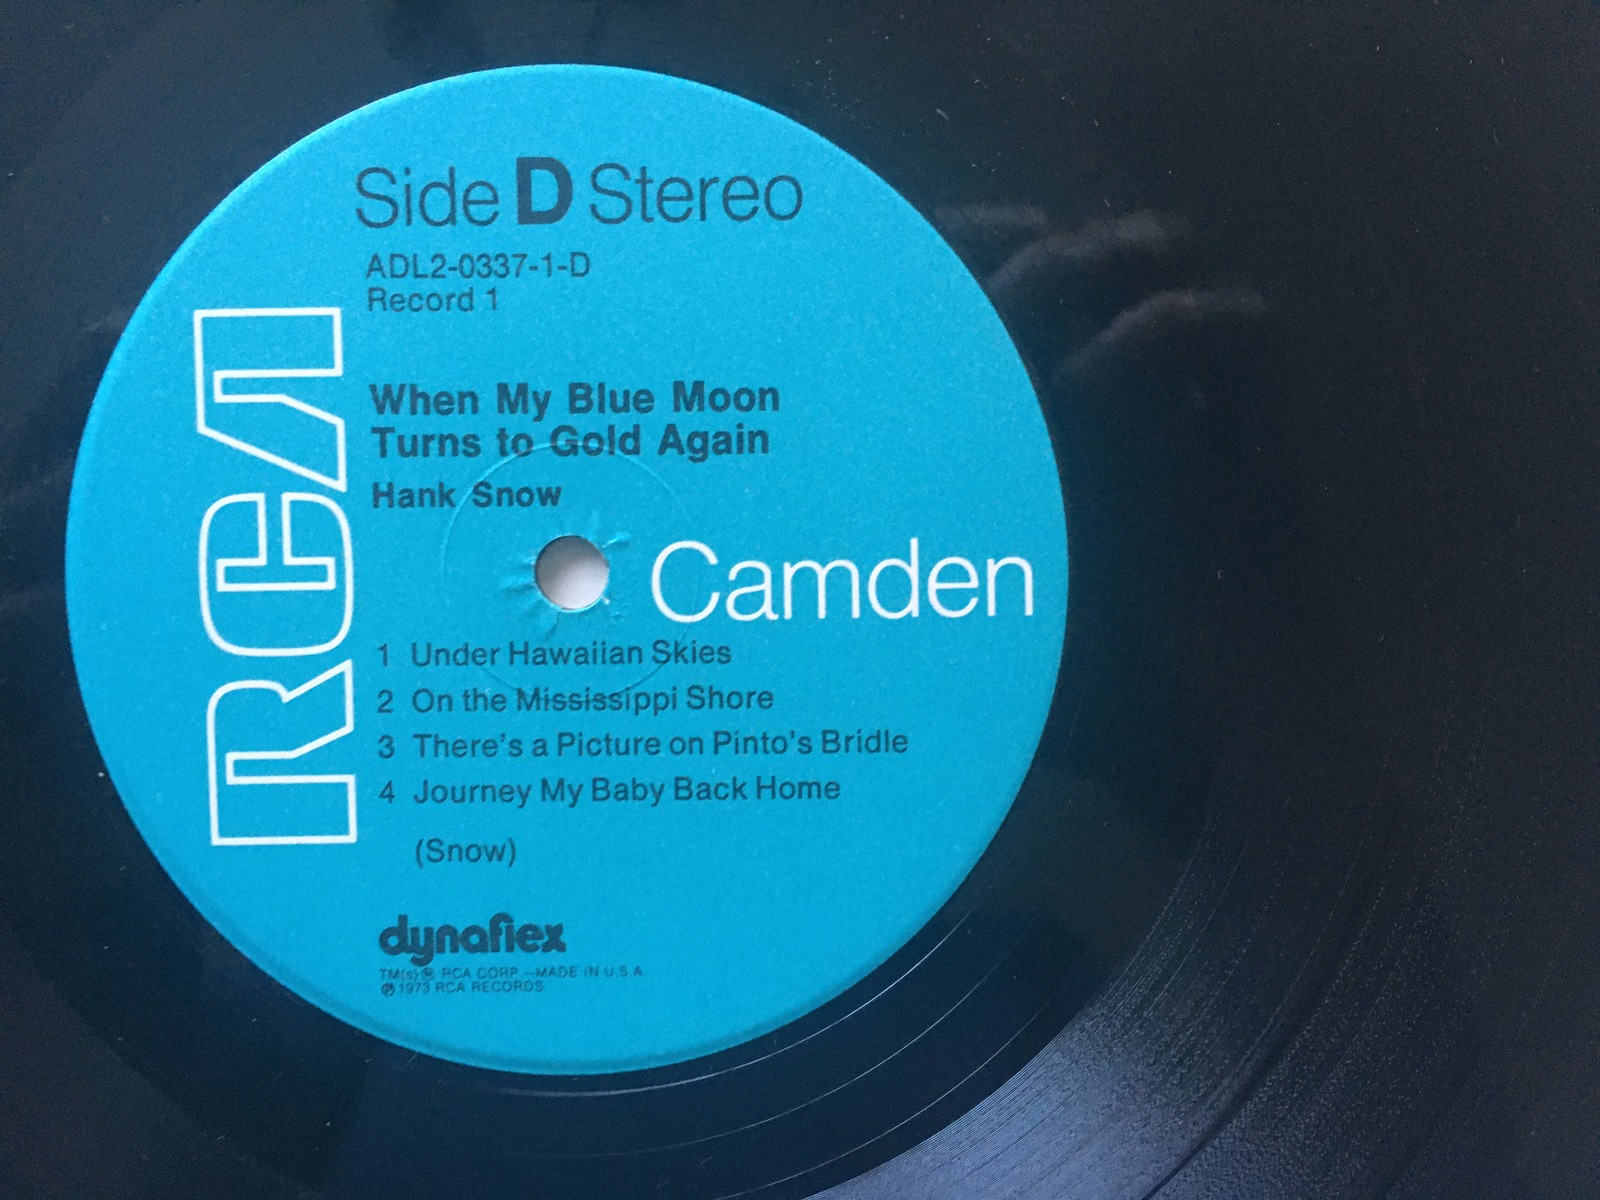 Side D Stereo
ADL2-0337-1-D
Record 1
When My Blue Moon
Turns to Gold Again
Hank Snow
RCA
Camden
1 Under Hawaiian Skies
2 On the Mississippi Shore
3 There's a Picture on Pinto's Bridle
4 Journey My Baby Back Home
(Snow)
dynaflex
TM(s) ® RCA CORP.—MADE IN U.S.A.
℗ 1973 RCA RECORDS